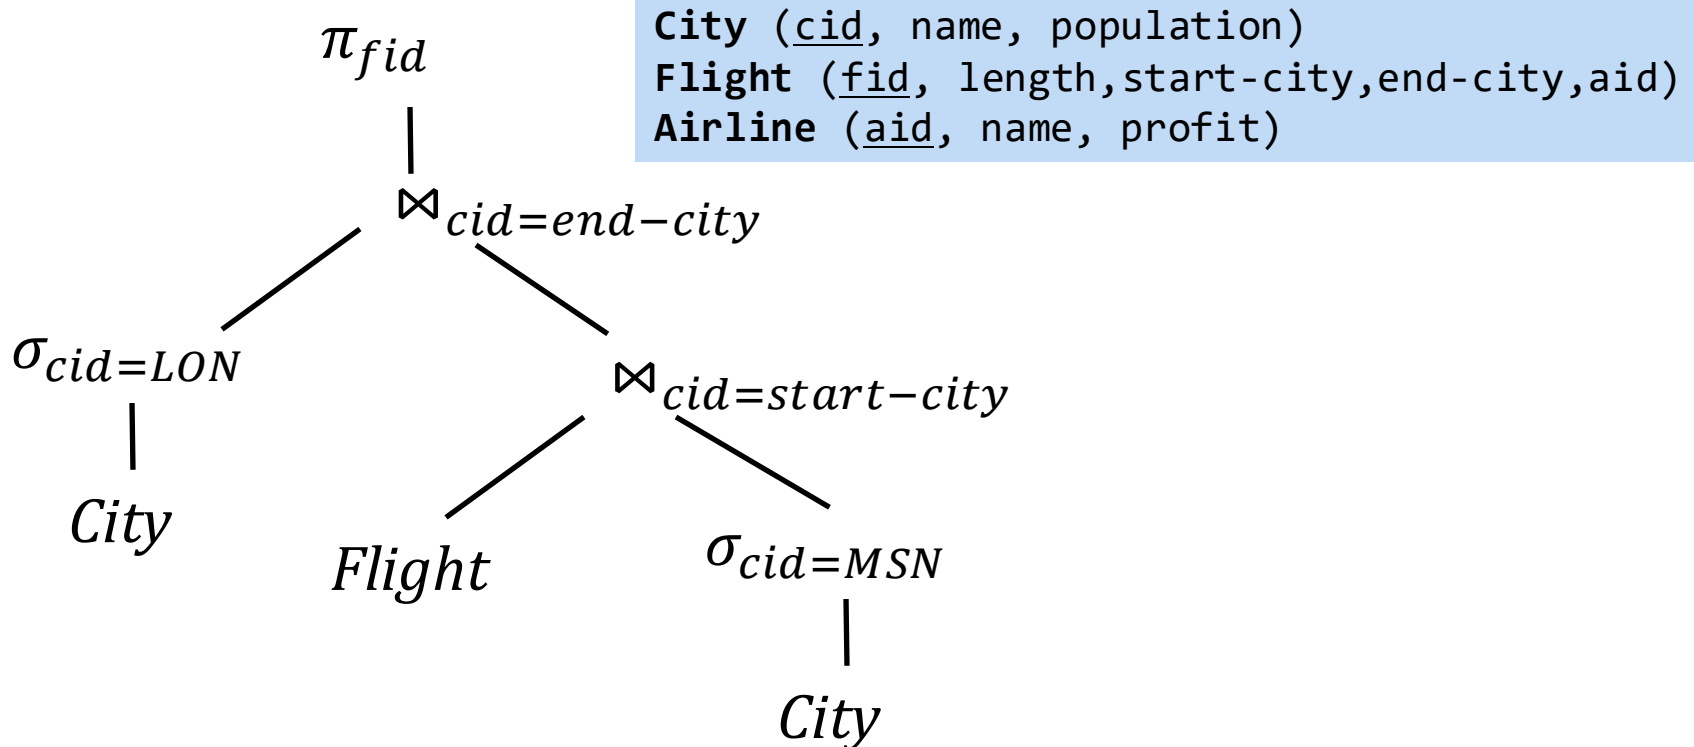 City (cid, name, population)
Flight (fid, length,start-city,end-city,aid)
Airline (aid, name, profit)
π_fid
⋈_cid=end−city
σ_cid=LON
⋈_cid=start−city
City
Flight
σ_cid=MSN
City